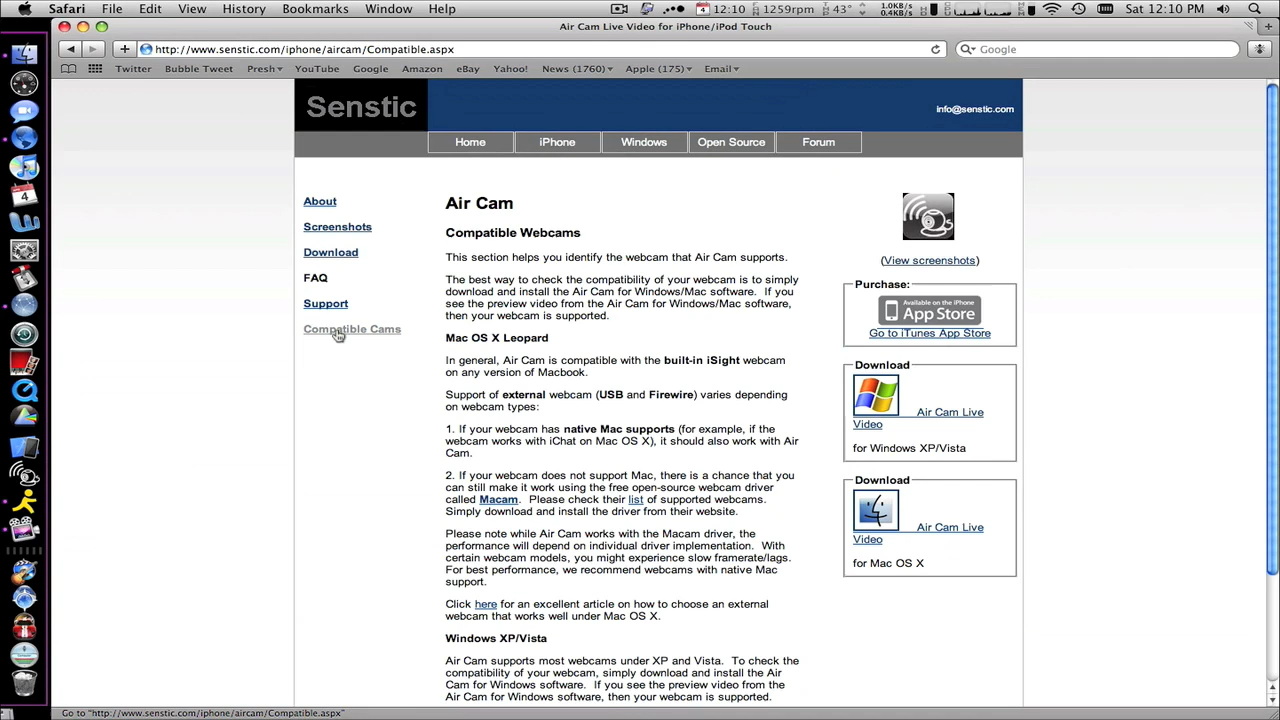 Safari File Edit View History Bookmarks Window Help 12:10 1259rpm 43° 1.0KB/s 0.4KB/s Sat 12:10 PM
Air Cam Live Video for iPhone/iPod Touch
http://www.senstic.com/iphone/aircam/Compatible.aspx
Google
Twitter Bubble Tweet Presh YouTube Google Amazon eBay Yahoo! News (1760) Apple (175) Email
Senstic
info@senstic.com
Home iPhone Windows Open Source Forum
About
Screenshots
Download
FAQ
Support
Compatible Cams
Air Cam
Compatible Webcams
This section helps you identify the webcam that Air Cam supports.
The best way to check the compatibility of your webcam is to simply
download and install the Air Cam for Windows/Mac software. If you
see the preview video from the Air Cam for Windows/Mac software,
then your webcam is supported.
Mac OS X Leopard
In general, Air Cam is compatible with the built-in iSight webcam
on any version of Macbook.
Support of external webcam (USB and Firewire) varies depending
on webcam types:
1. If your webcam has native Mac supports (for example, if the
webcam works with iChat on Mac OS X), it should also work with Air
Cam.
2. If your webcam does not support Mac, there is a chance that you
can still make it work using the free open-source webcam driver
called Macam. Please check their list of supported webcams.
Simply download and install the driver from their website.
Please note while Air Cam works with the Macam driver, the
performance will depend on individual driver implementation. With
certain webcam models, you might experience slow framerate/lags.
For best performance, we recommend webcams with native Mac
support.
Click here for an excellent article on how to choose an external
webcam that works well under Mac OS X.
Windows XP/Vista
Air Cam supports most webcams under XP and Vista. To check the
compatibility of your webcam, simply download and install the Air
Cam for Windows software. If you see the preview video from the
Air Cam for Windows software, then your webcam is supported.
(View screenshots)
Purchase:
Available on the iPhone
App Store
Go to iTunes App Store
Download
Air Cam Live
Video
for Windows XP/Vista
Download
Air Cam Live
Video
for Mac OS X
Go to "http://www.senstic.com/iphone/aircam/Compatible.aspx"